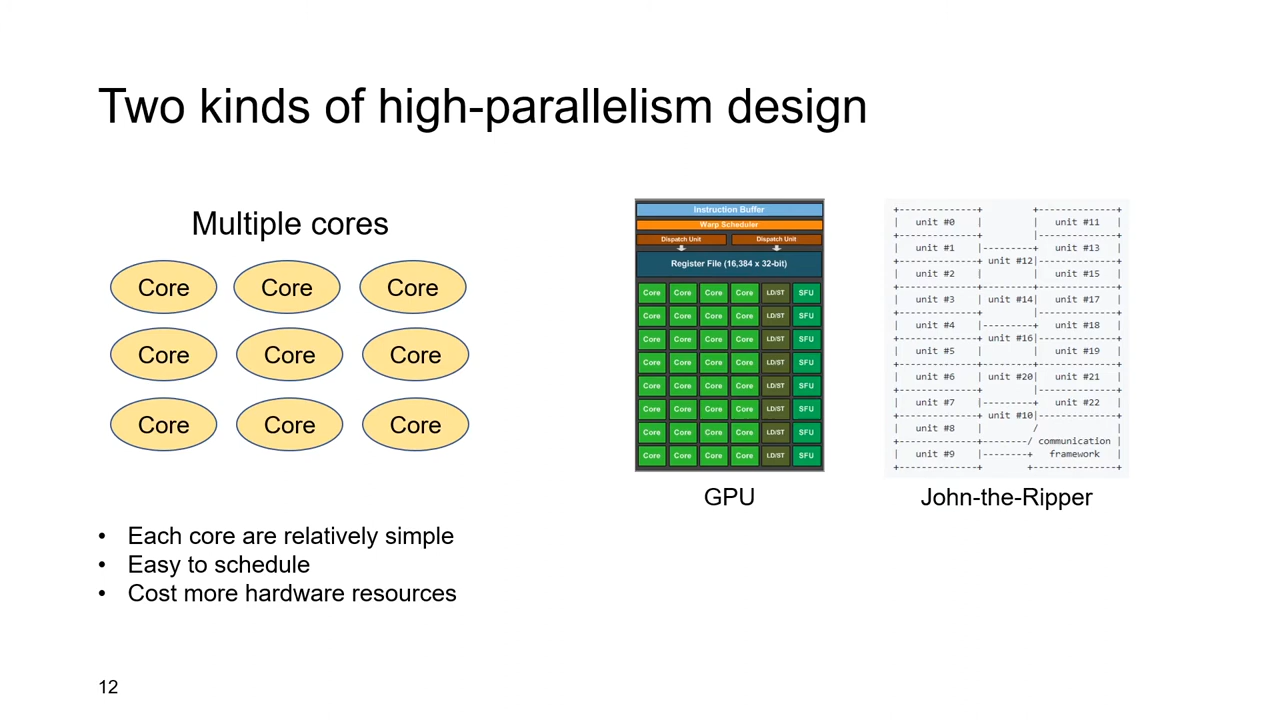 Two kinds of high-parallelism design
Multiple cores
Core Core Core
Core Core Core
Core Core Core
• Each core are relatively simple
• Easy to schedule
• Cost more hardware resources
Instruction Buffer
Warp Scheduler
Dispatch Unit Dispatch Unit
Register File (16,384 x 32-bit)
Core Core Core Core LD/ST SFU
Core Core Core Core LD/ST SFU
Core Core Core Core LD/ST SFU
Core Core Core Core LD/ST SFU
Core Core Core Core LD/ST SFU
Core Core Core Core LD/ST SFU
Core Core Core Core LD/ST SFU
Core Core Core Core LD/ST SFU
GPU
unit #0 unit #11
unit #1 unit #13
unit #12
unit #2 unit #15
unit #3 unit #14 unit #17
unit #4 unit #18
unit #16
unit #5 unit #19
unit #6 unit #20 unit #21
unit #7 unit #22
unit #10
unit #8
communication
unit #9 framework
John-the-Ripper
12